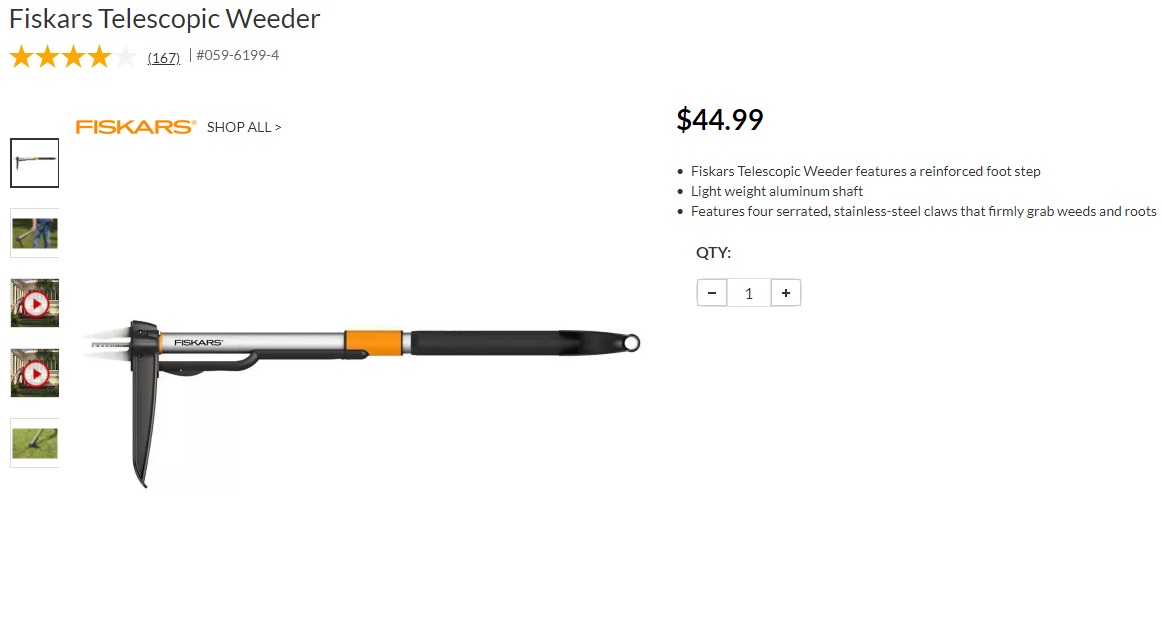 Fiskars Telescopic Weeder
(167) | #059-6199-4
FISKARS® SHOP ALL >
$44.99
• Fiskars Telescopic Weeder features a reinforced foot step
• Light weight aluminum shaft
• Features four serrated, stainless-steel claws that firmly grab weeds and roots
QTY:
− 1 +
FISKARS®